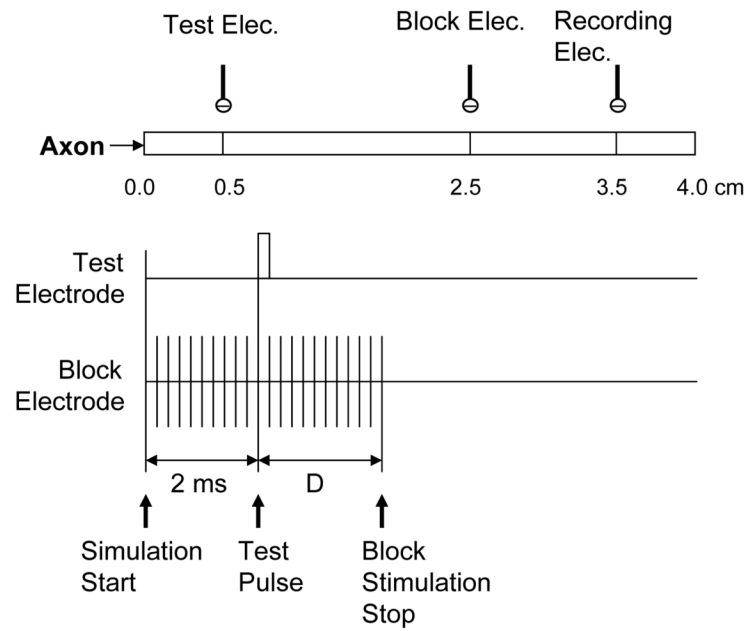 Test Elec.
Block Elec.
Recording
Elec.
Axon
0.0
0.5
2.5
3.5
4.0 cm
Test
Electrode
Block
Electrode
2 ms
D
Simulation
Start
Test
Pulse
Block
Stimulation
Stop